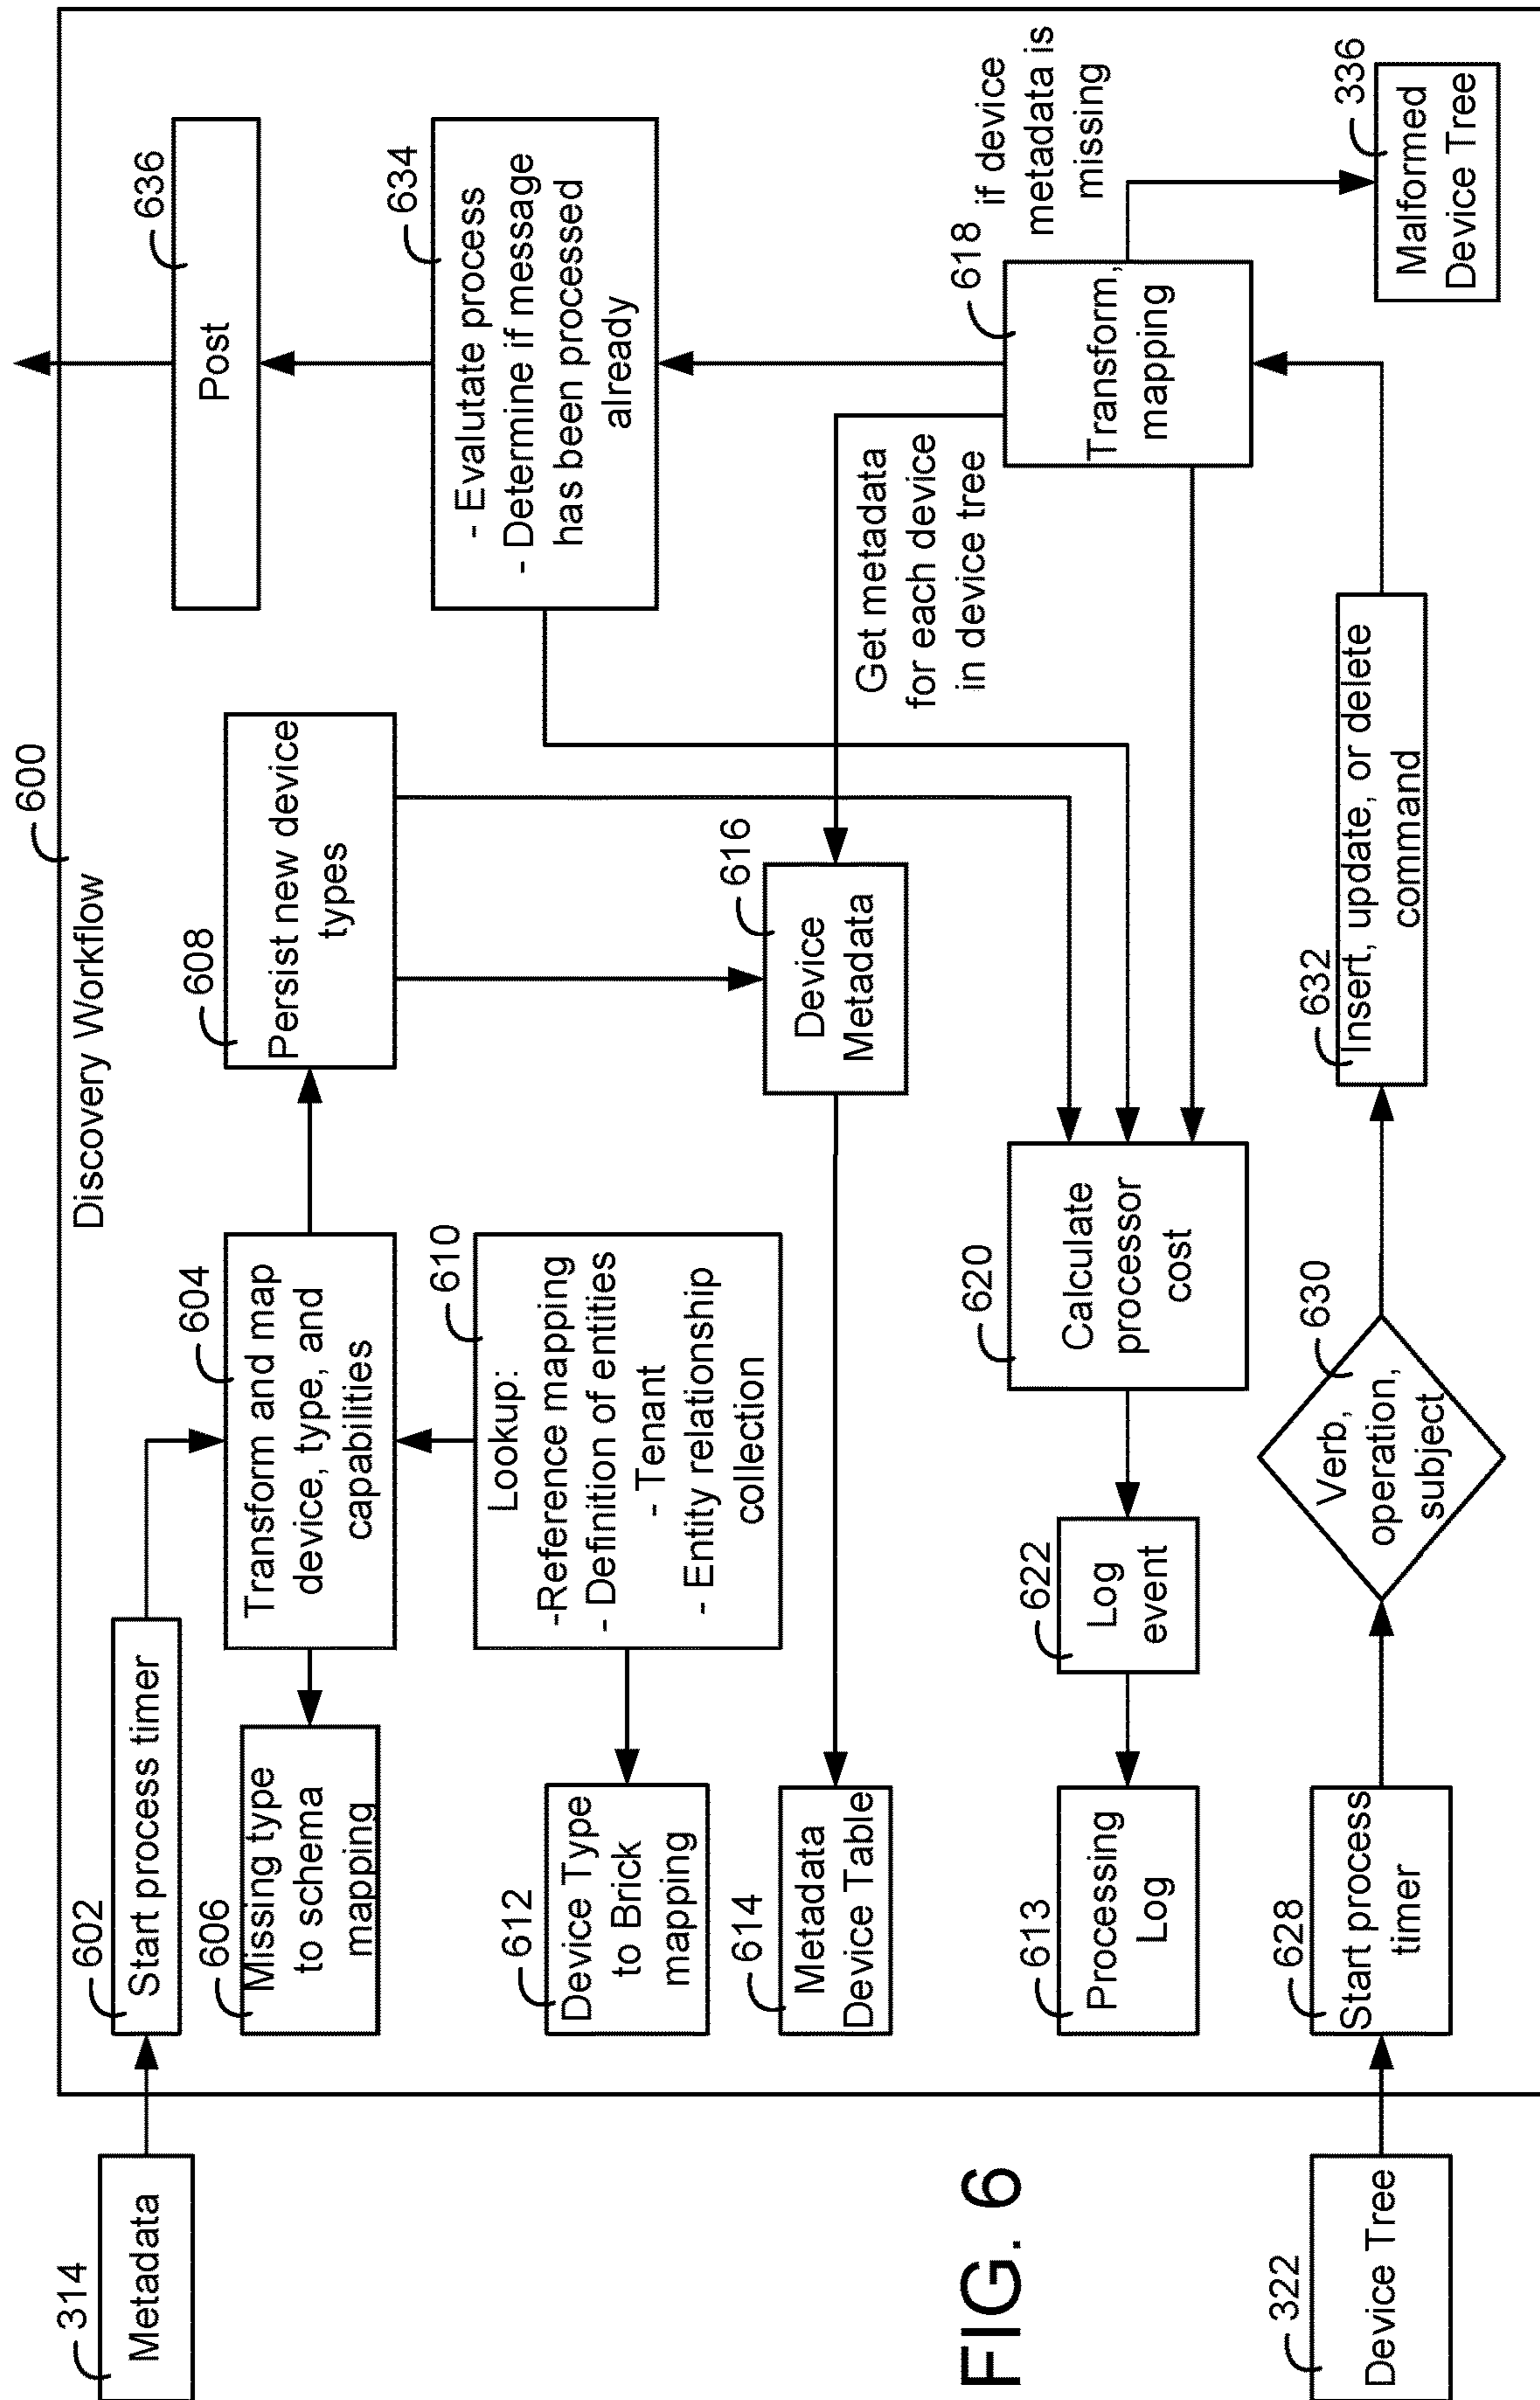 600
Discovery Workflow
314
Metadata
602
Start process timer
604
Transform and map
device, type, and
capabilities
606
Missing type
to schema
mapping
608
Persist new device
types
610
Lookup:
-Reference mapping
- Definition of entities
- Tenant
- Entity relationship
collection
612
Device Type
to Brick
mapping
614
Metadata
Device Table
616
Device
Metadata
636
Post
634
- Evalutate process
- Determine if message
has been processed
already
Get metadata
for each device
in device tree
618
Transform,
mapping
if device
metadata is
missing
336
Malformed
Device Tree
620
Calculate
processor
cost
622
Log
event
613
Processing
Log
322
Device Tree
628
Start process
timer
630
Verb,
operation,
subject
632
Insert, update, or delete
command
FIG. 6